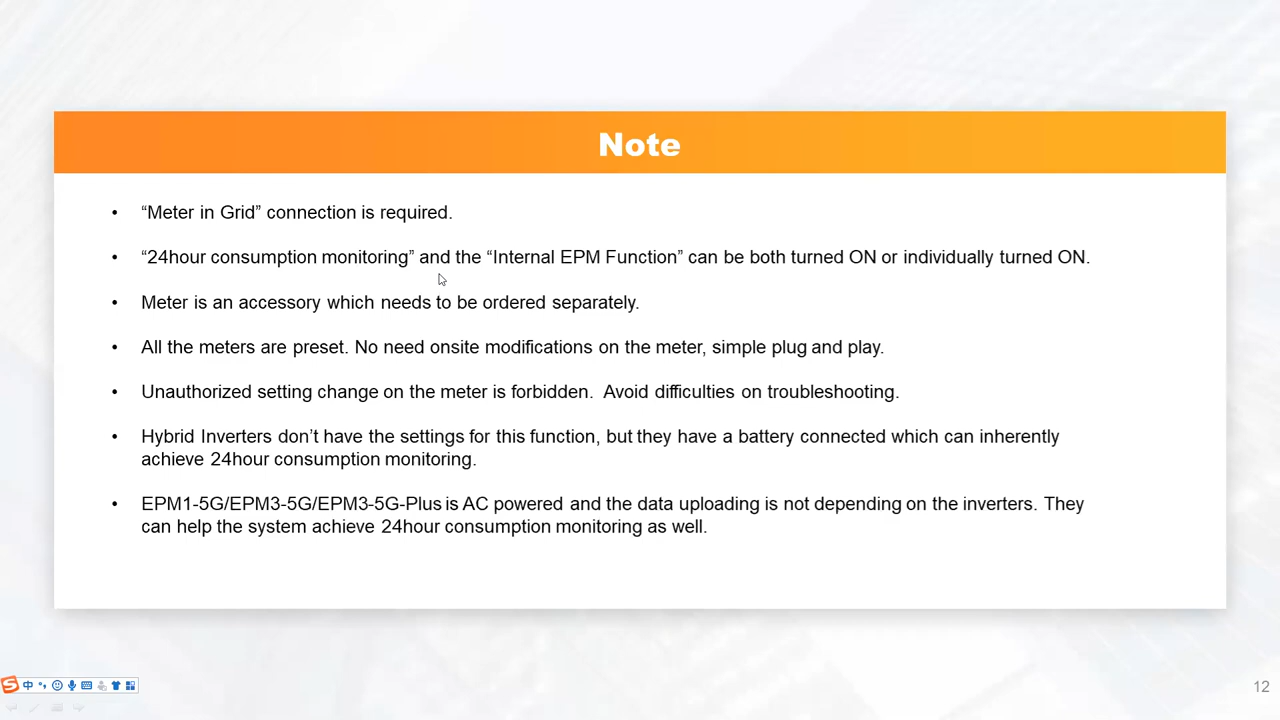 Note
• “Meter in Grid” connection is required.
• “24hour consumption monitoring” and the “Internal EPM Function” can be both turned ON or individually turned ON.
• Meter is an accessory which needs to be ordered separately.
• All the meters are preset. No need onsite modifications on the meter, simple plug and play.
• Unauthorized setting change on the meter is forbidden.  Avoid difficulties on troubleshooting.
• Hybrid Inverters don’t have the settings for this function, but they have a battery connected which can inherently
achieve 24hour consumption monitoring.
• EPM1-5G/EPM3-5G/EPM3-5G-Plus is AC powered and the data uploading is not depending on the inverters. They
can help the system achieve 24hour consumption monitoring as well.
S 中
12